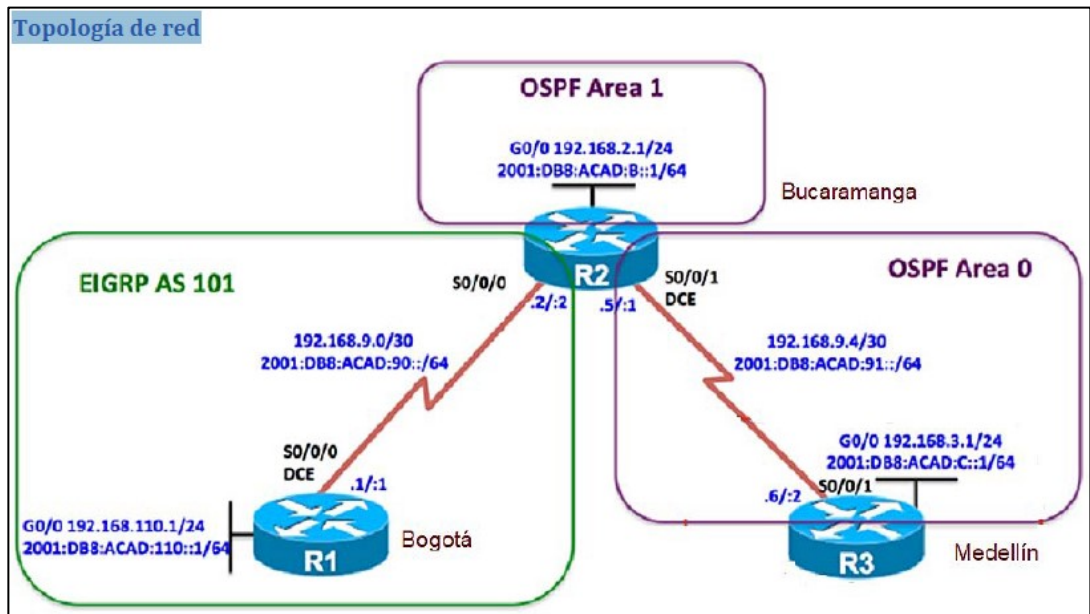 Topología de red
OSPF Area 1
G0/0 192.168.2.1/24
2001:DB8:ACAD:B::1/64
Bucaramanga
R2
EIGRP AS 101
S0/0/0
.2/:2
.5/:1
S0/0/1
DCE
OSPF Area 0
192.168.9.0/30
2001:DB8:ACAD:90::/64
192.168.9.4/30
2001:DB8:ACAD:91::/64
S0/0/0
DCE
.1/:1
G0/0 192.168.110.1/24
2001:DB8:ACAD:110::1/64
R1
Bogotá
G0/0 192.168.3.1/24
2001:DB8:ACAD:C::1/64
.6/:2
S0/0/1
R3
Medellín